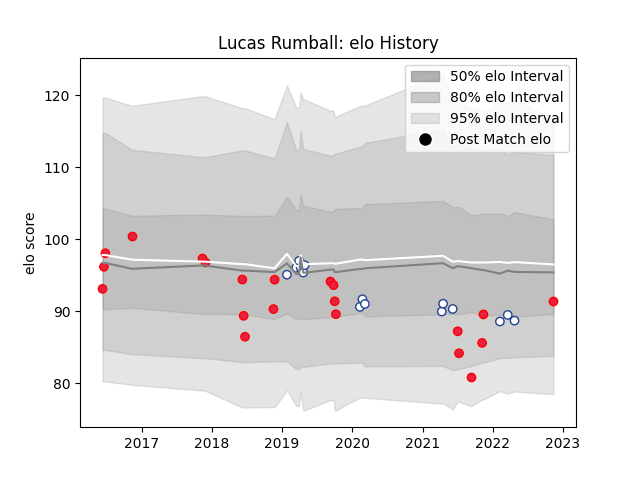 Lucas Rumball: elo History
50% elo Interval
80% elo Interval
95% elo Interval
Post Match elo
elo score
120
110
100
90
80
2017
2018
2019
2020
2021
2022
2023